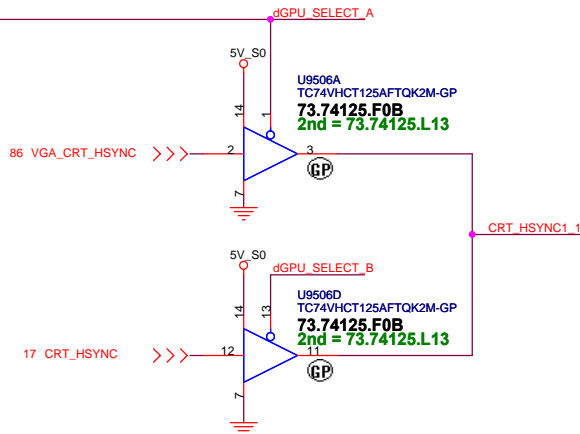 dGPU_SELECT_A
5V_S0
U9506A
TC74VHCT125AFTQK2M-GP
73.74125.F0B
2nd = 73.74125.L13
14
1
86 VGA_CRT_HSYNC
2
3
GP
7
CRT_HSYNC1_1
5V_S0
dGPU_SELECT_B
U9506D
TC74VHCT125AFTQK2M-GP
73.74125.F0B
2nd = 73.74125.L13
14
13
17 CRT_HSYNC
12
11
GP
7